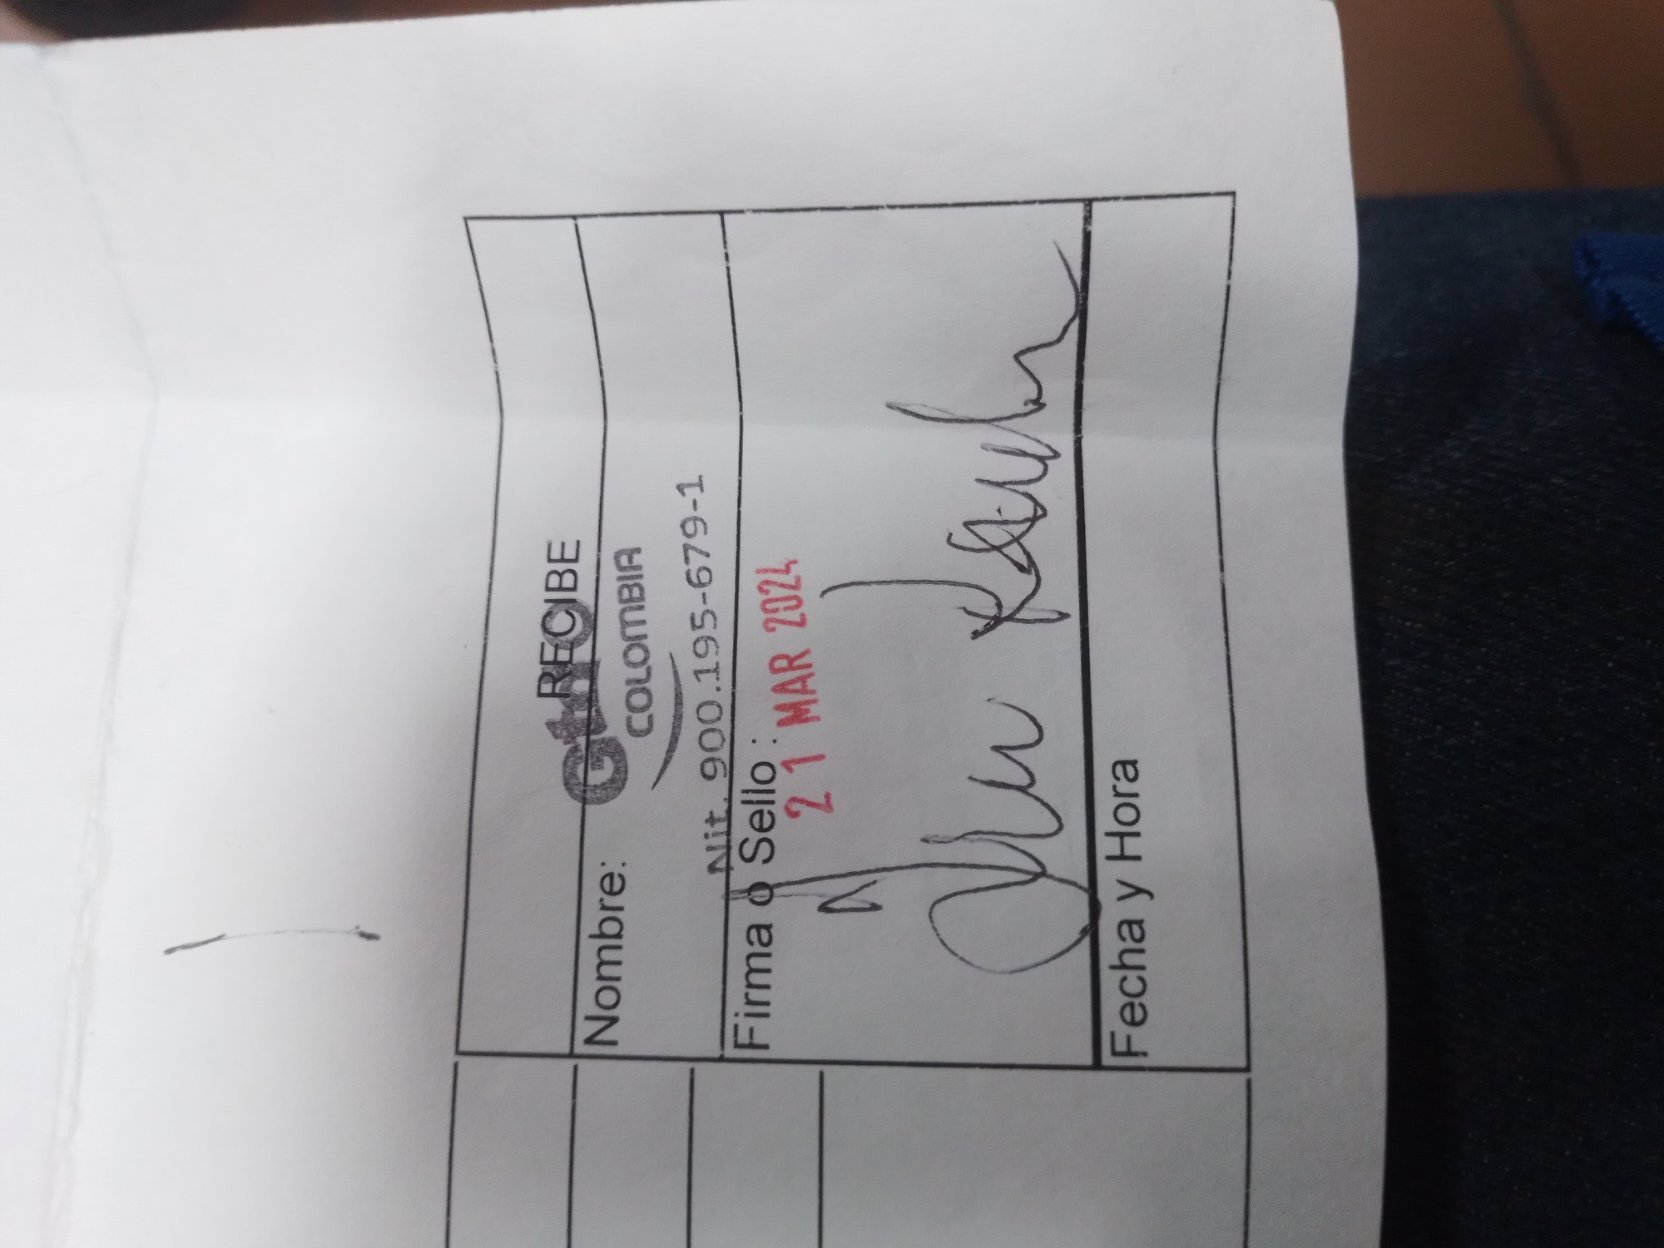 RECIBE
Nombre:
COLOMBIA
Nit. 900.195-679-1
Firma o Sello:
21 MAR 2024
Fecha y Hora